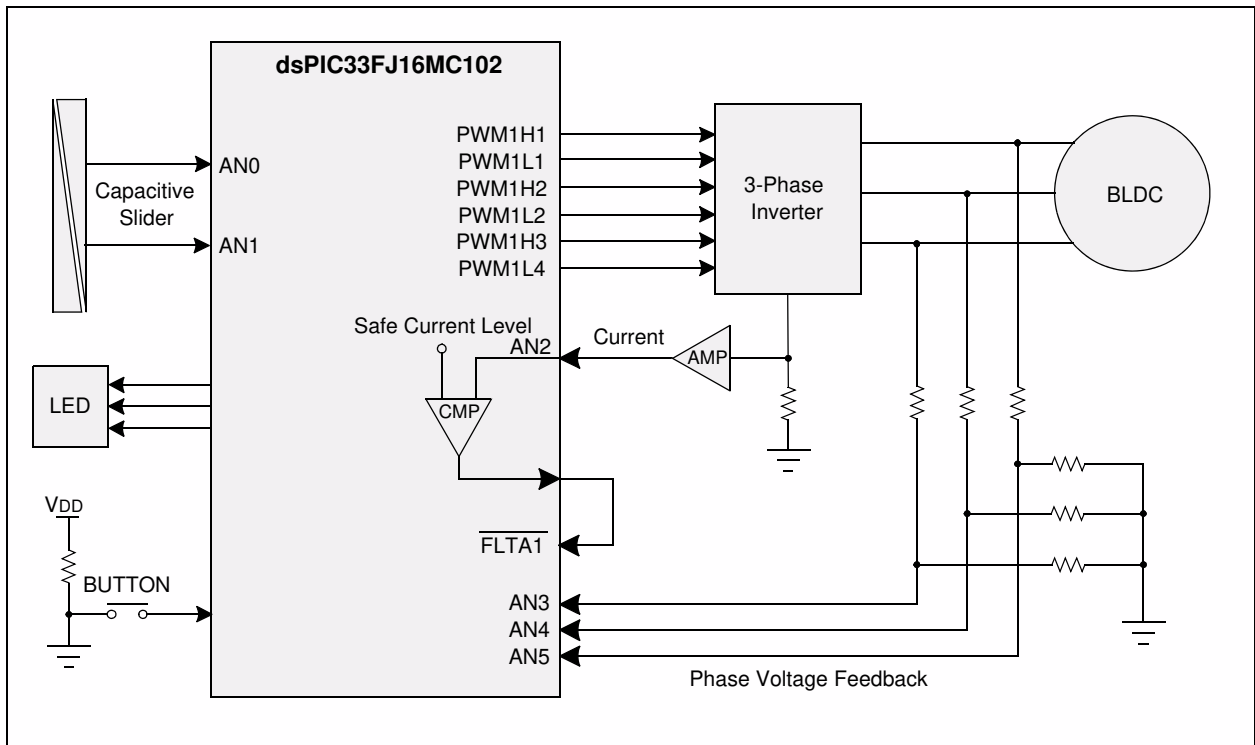 dsPIC33FJ16MC102
AN0
Capacitive
Slider
AN1
PWM1H1
PWM1L1
PWM1H2
PWM1L2
PWM1H3
PWM1L4
3-Phase
Inverter
BLDC
Safe Current Level
AN2
Current
AMP
CMP
LED
VDD
BUTTON
FLTA1
AN3
AN4
AN5
Phase Voltage Feedback